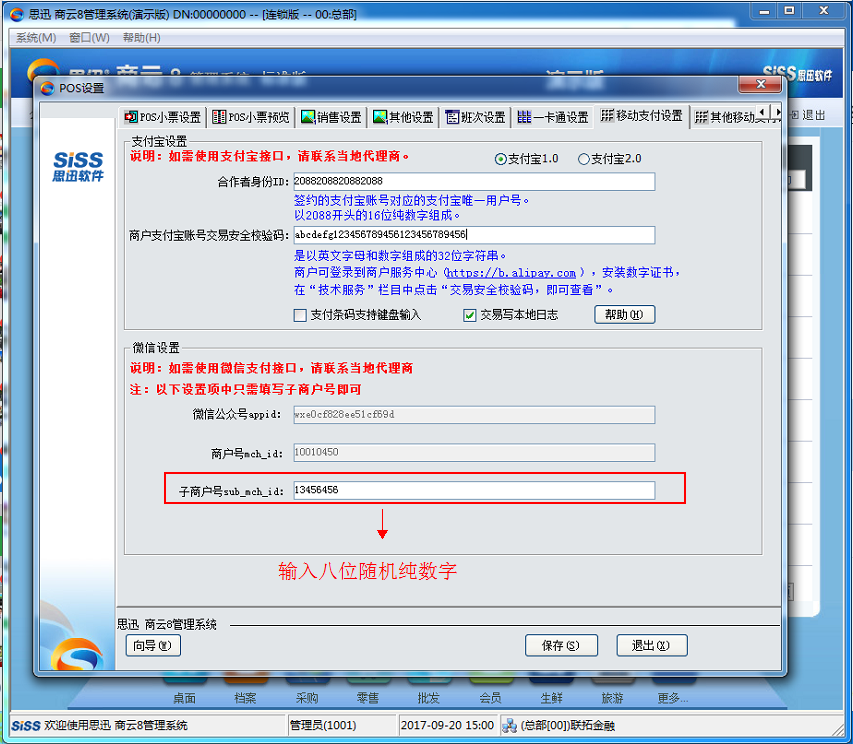 思迅 商云8管理系统(演示版) DN:00000000 -- [连锁版 -- 00:总部]
系统(M) 窗口(W) 帮助(H)
SiSS思迅软件
POS设置
POS小票设置 POS小票预览 销售设置 其他设置 班次设置 一卡通设置 移动支付设置 其他移动支付
退出
SiSS
思迅软件
支付宝设置
说明：如需使用支付宝接口，请联系当地代理商。
支付宝1.0 支付宝2.0
合作者身份ID: 2088208820882088
签约的支付宝账号对应的支付宝唯一用户号。
以2088开头的16位纯数字组成。
商户支付宝账号交易安全校验码: abcdefg123456789456123456789456
是以英文字母和数字组成的32位字符串。
商户可登录到商户服务中心（https://b.alipay.com ），安装数字证书，
在“技术服务”栏目中点击“交易安全校验码，即可查看”。
支付条码支持键盘输入 交易写本地日志 帮助(H)
微信设置
说明：如需使用微信支付接口，请联系当地代理商
注：以下设置项中只需填写子商户号即可
微信公众号appid: wxe0cf828ee51cf69d
商户号mch_id: 10010450
子商户号sub_mch_id: 13456456
输入八位随机纯数字
思迅 商云8管理系统
向导(W) 保存(S) 退出(X)
桌面 档案 采购 零售 批发 会员 生鲜 旅游 更多...
SiSS 欢迎使用思迅 商云8管理系统 管理员(1001) 2017-09-20 15:00 (总部[00])联拓金融